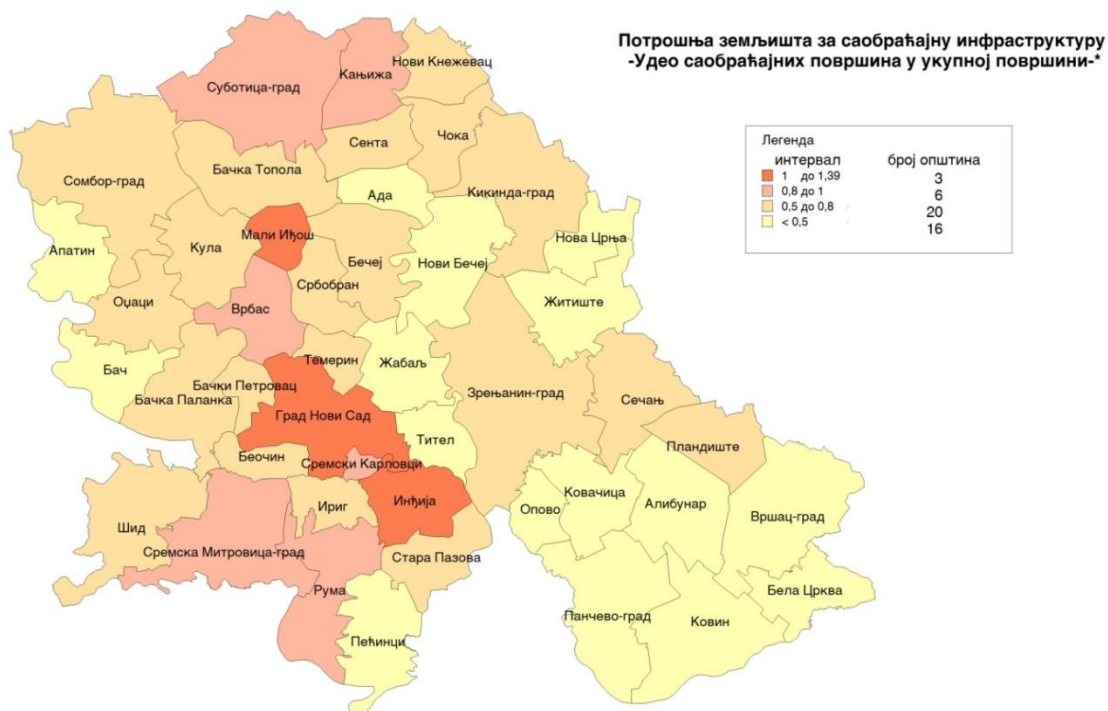 Потрошња земљишта за саобраћајну инфраструктуру
-Удео саобраћајних површина у укупној површини-*
Легенда
интервал број општина
1 до 1,39 3
0,8 до 1 6
0,5 до 0,8 20
< 0,5 16
Суботица-град
Кањижа
Нови Кнежевац
Сента
Чока
Бачка Топола
Сомбор-град
Ада
Кикинда-град
Мали Иђош
Нова Црња
Апатин
Кула
Бечеј
Нови Бечеј
Србобран
Оџаци
Врбас
Житиште
Темерин
Жабаљ
Бач
Бачки Петровац
Бачка Паланка
Зрењанин-град
Сечањ
Град Нови Сад
Тител
Пландиште
Беочин
Сремски Карловци
Ковачица
Инђија
Ириг
Опово
Алибунар
Вршац-град
Шид
Сремска Митровица-град
Стара Пазова
Рума
Бела Црква
Панчево-град
Ковин
Пећинци